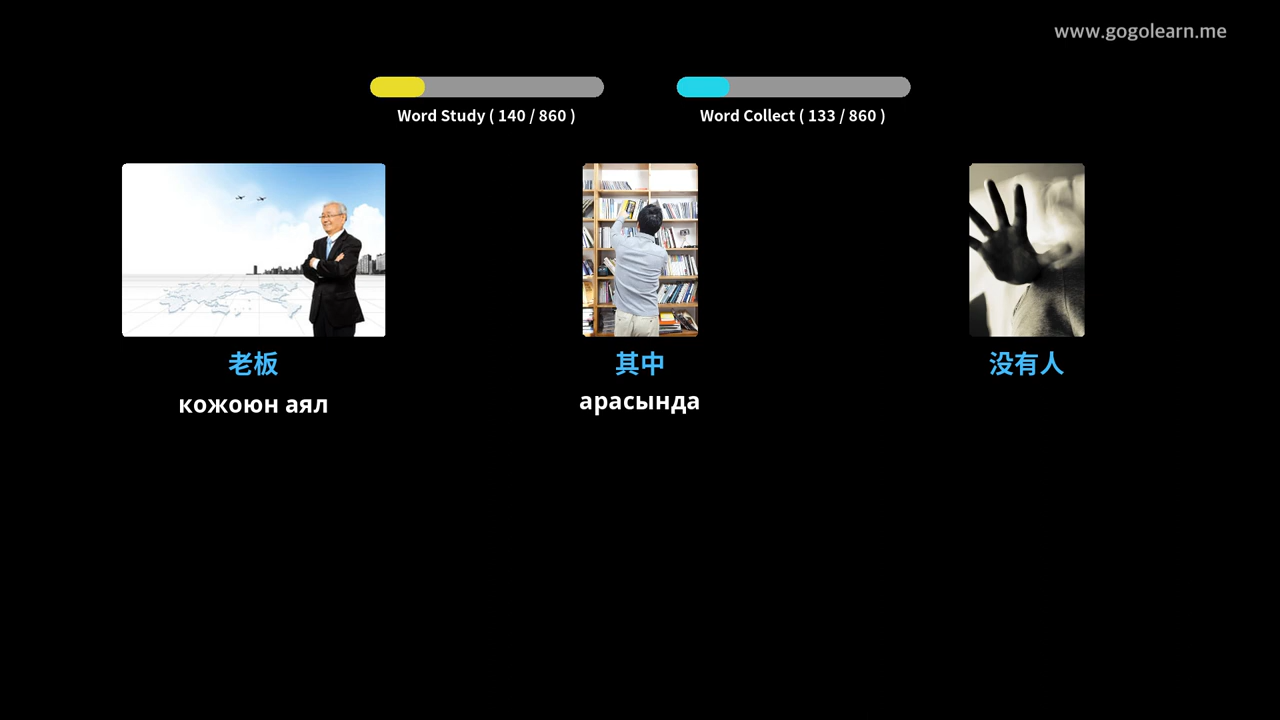 www.gogolearn.me
Word Study ( 140 / 860 )
Word Collect ( 133 / 860 )
老板
其中
没有人
кожоюн аял
арасында